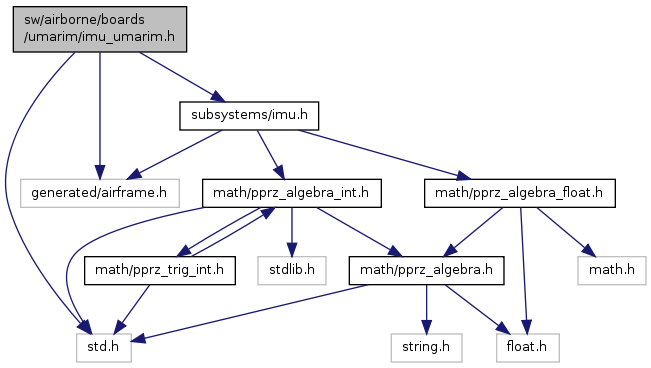 sw/airborne/boards
/umarim/imu_umarim.h
subsystems/imu.h
generated/airframe.h
math/pprz_algebra_int.h
math/pprz_algebra_float.h
math/pprz_trig_int.h
stdlib.h
math/pprz_algebra.h
math.h
std.h
string.h
float.h